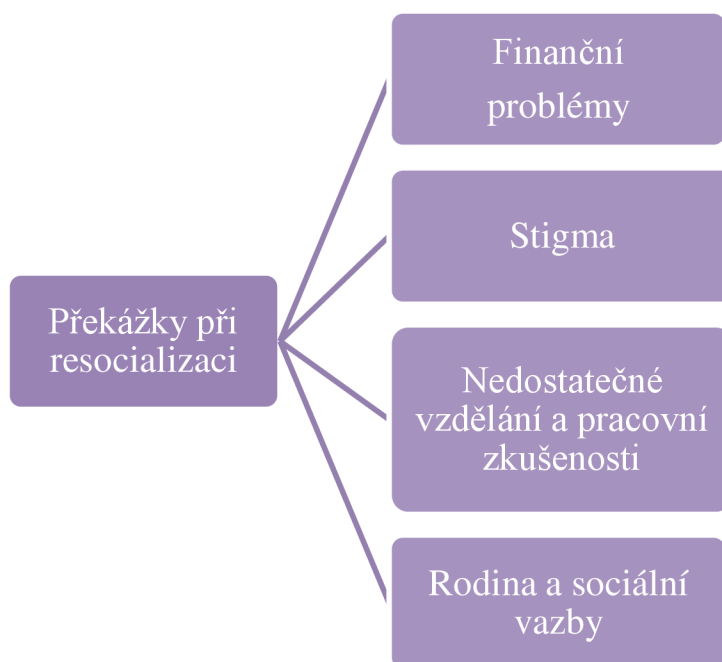 Překážky při
resocializaci
Finanční
problémy
Stigma
Nedostatečné
vzdělání a pracovní
zkušenosti
Rodina a sociální
vazby